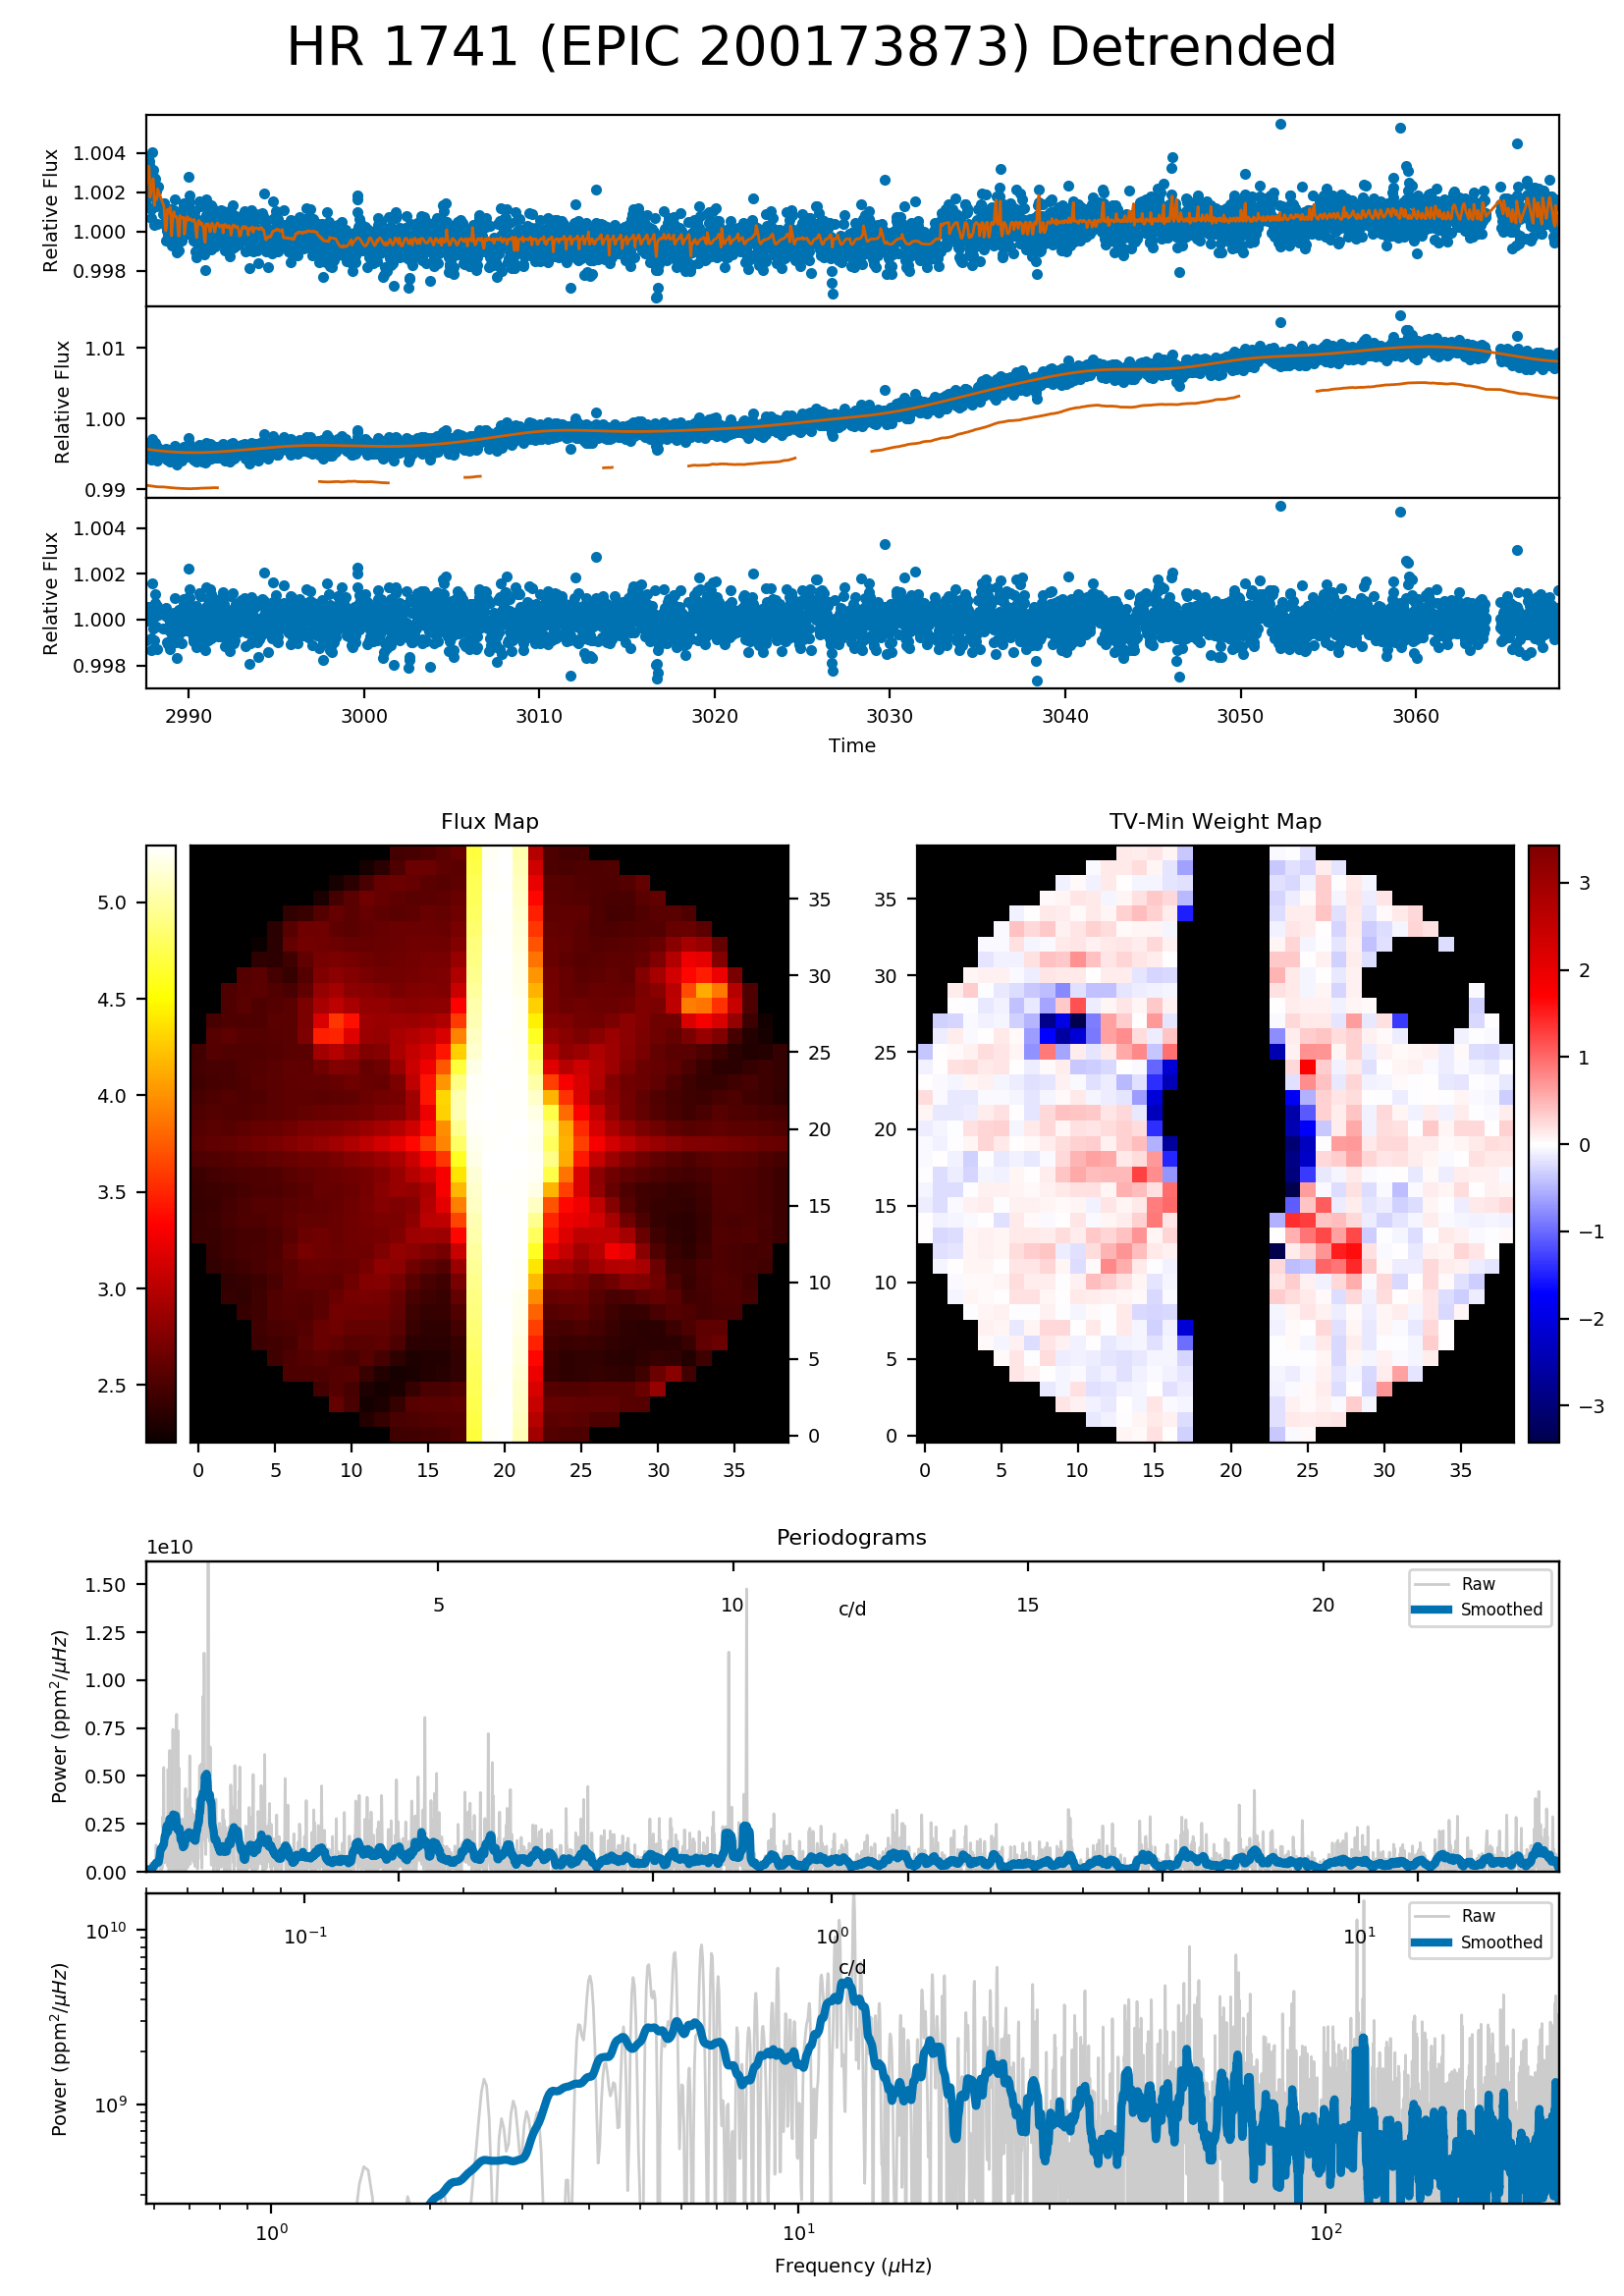 HR 1741 (EPIC 200173873) Detrended
Relative Flux
1.004
1.002
1.000
0.998
Relative Flux
1.01
1.00
0.99
Relative Flux
1.004
1.002
1.000
0.998
2990 3000 3010 3020 3030 3040 3050 3060
Time
Flux Map
TV-Min Weight Map
5.0
4.5
4.0
3.5
3.0
2.5
35
30
25
20
15
10
5
0
0 5 10 15 20 25 30 35
35
30
25
20
15
10
5
0
0 5 10 15 20 25 30 35
3
2
1
0
−1
−2
−3
Periodograms
1e10
Power (ppm²/μHz)
1.50
1.25
1.00
0.75
0.50
0.25
0.00
5 10 15 20
c/d
Raw
Smoothed
Power (ppm²/μHz)
10¹⁰
10⁹
10⁻¹ 10⁰ 10¹
c/d
Raw
Smoothed
10⁰ 10¹ 10²
Frequency (μHz)